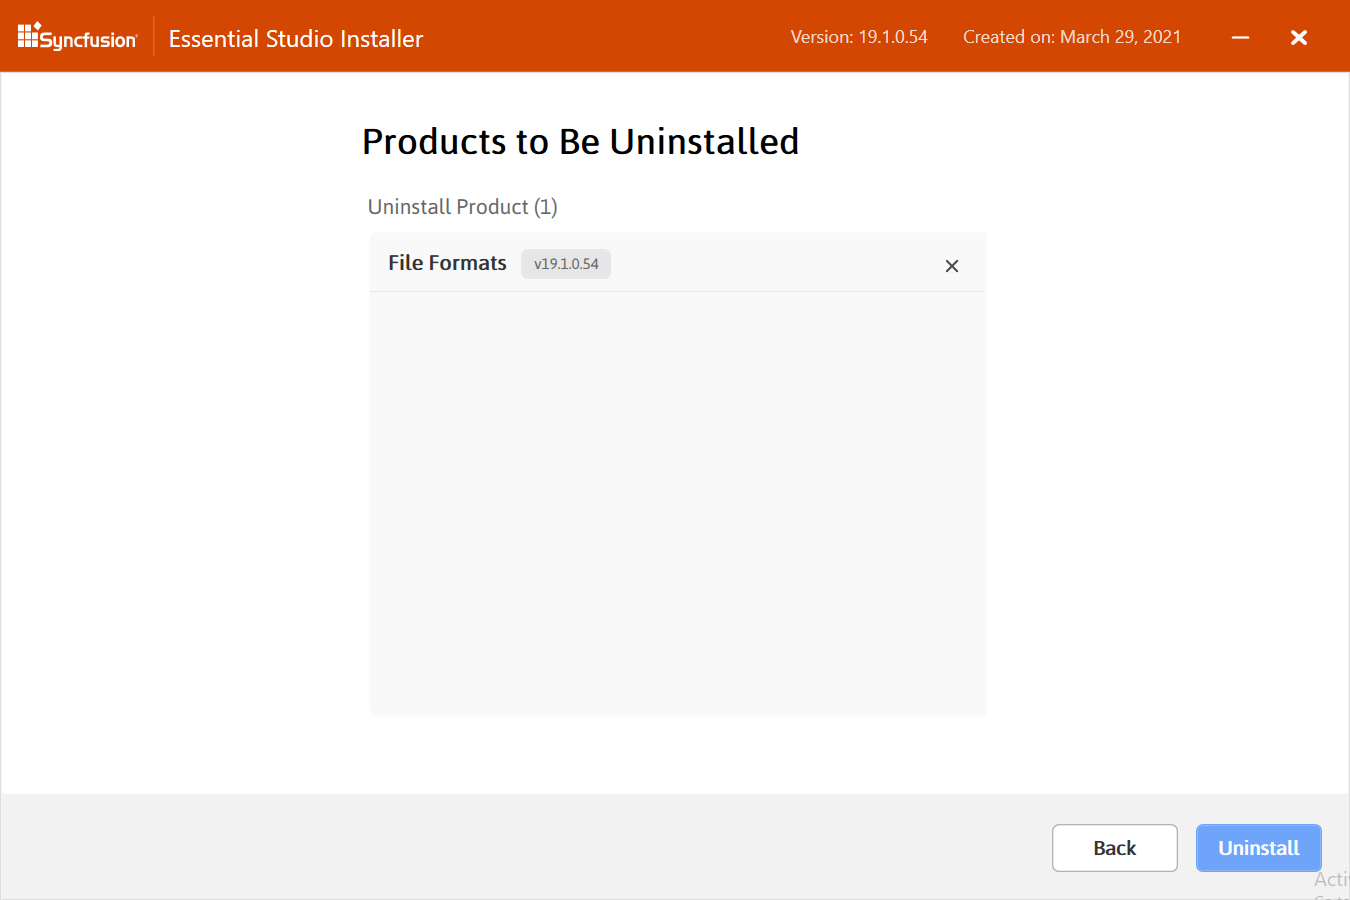 Syncfusion
Essential Studio Installer
Version: 19.1.0.54
Created on: March 29, 2021
Products to Be Uninstalled
Uninstall Product (1)
File Formats
v19.1.0.54
Back
Uninstall
Acti